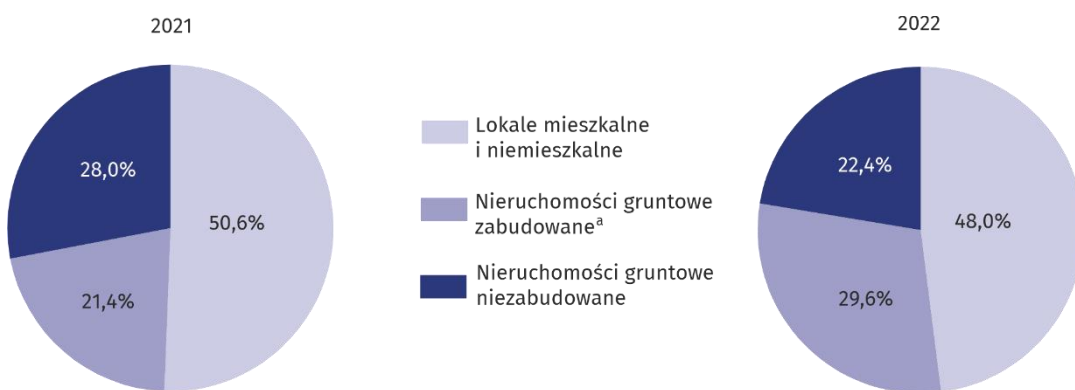 2021
28,0%
50,6%
21,4%
Lokale mieszkalne
i niemieszkalne
Nieruchomości gruntowe
zabudowaneᵃ
Nieruchomości gruntowe
niezabudowane
2022
22,4%
48,0%
29,6%